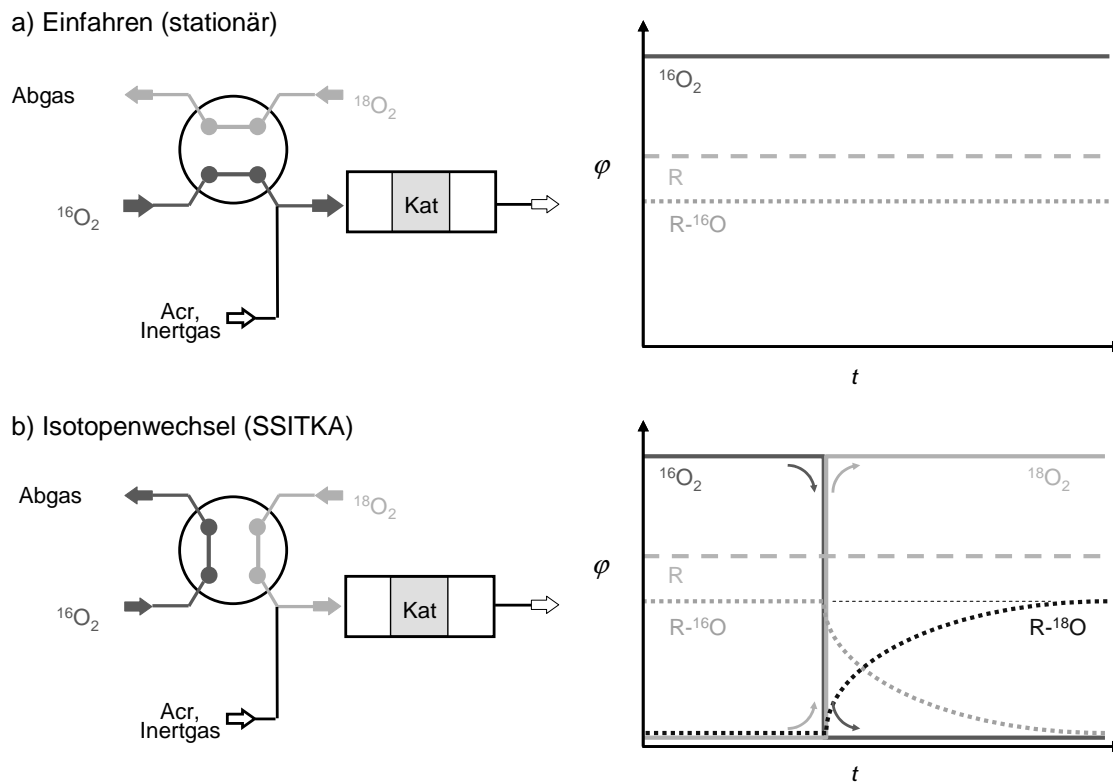 a) Einfahren (stationär)
Abgas
¹⁸O₂
¹⁶O₂
Kat
Acr,
Inertgas
φ
¹⁶O₂
R
R-¹⁶O
t
b) Isotopenwechsel (SSITKA)
Abgas
¹⁸O₂
¹⁶O₂
Kat
Acr,
Inertgas
φ
¹⁶O₂
¹⁸O₂
R
R-¹⁶O
R-¹⁸O
t